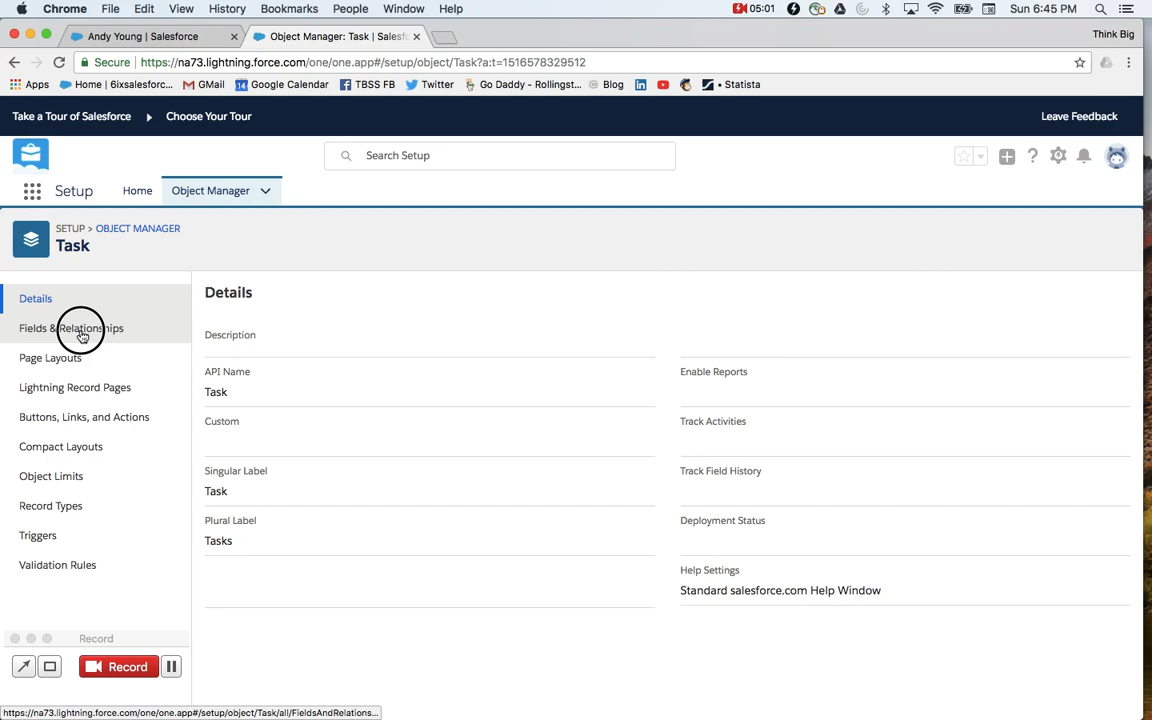 Chrome File Edit View History Bookmarks People Window Help 05:01 Sun 6:45 PM
Andy Young | Salesforce Object Manager: Task | Salesf Think Big
Secure https://na73.lightning.force.com/one/one.app#/setup/object/Task?a:t=1516578329512
Apps Home | 6ixsalesforc... GMail 14 Google Calendar TBSS FB Twitter Go Daddy - Rollingst... Blog • Statista
Take a Tour of Salesforce Choose Your Tour Leave Feedback
Search Setup
Setup Home Object Manager
SETUP > OBJECT MANAGER
Task
Details
Fields & Relationships
Page Layouts
Lightning Record Pages
Buttons, Links, and Actions
Compact Layouts
Object Limits
Record Types
Triggers
Validation Rules
Details
Description
API Name Enable Reports
Task
Custom Track Activities
Singular Label Track Field History
Task
Plural Label Deployment Status
Tasks
Help Settings
Standard salesforce.com Help Window
Record
Record
https://na73.lightning.force.com/one/one.app#/setup/object/Task/all/FieldsAndRelations...